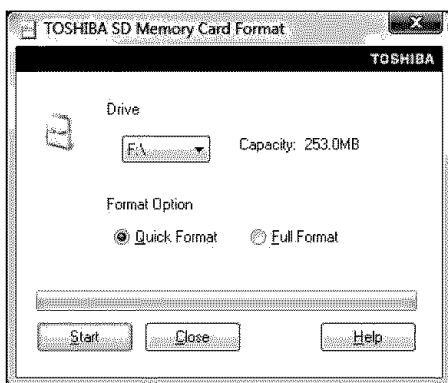 TOSHIBA SD Memory Card Format
TOSHIBA
Drive
F:\ Capacity: 253.0MB
Format Option
Quick Format Full Format
Start Close Help